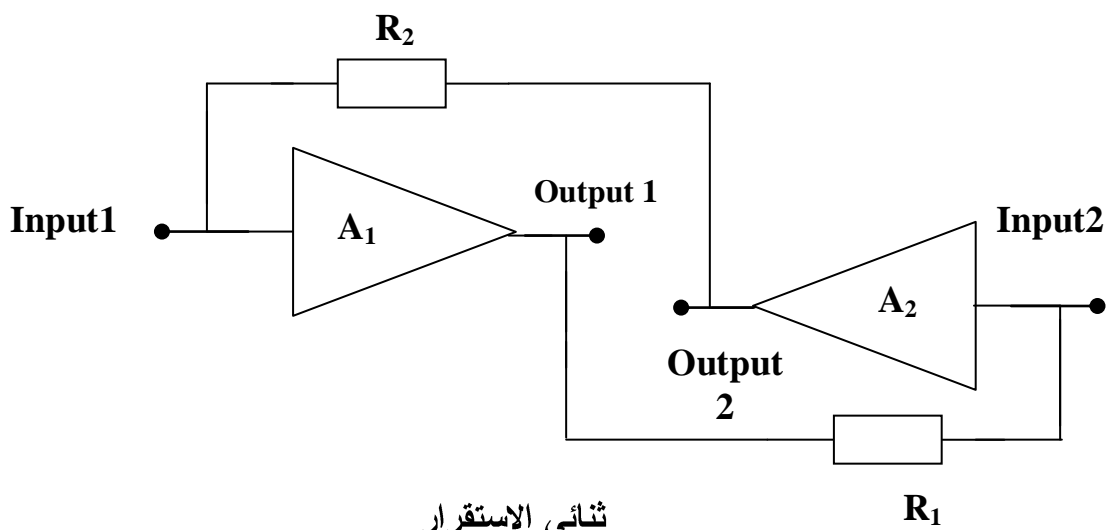 R₂
Output 1
Input1
A₁
Input2
A₂
Output
2
ثنائي الاستقرار
R₁